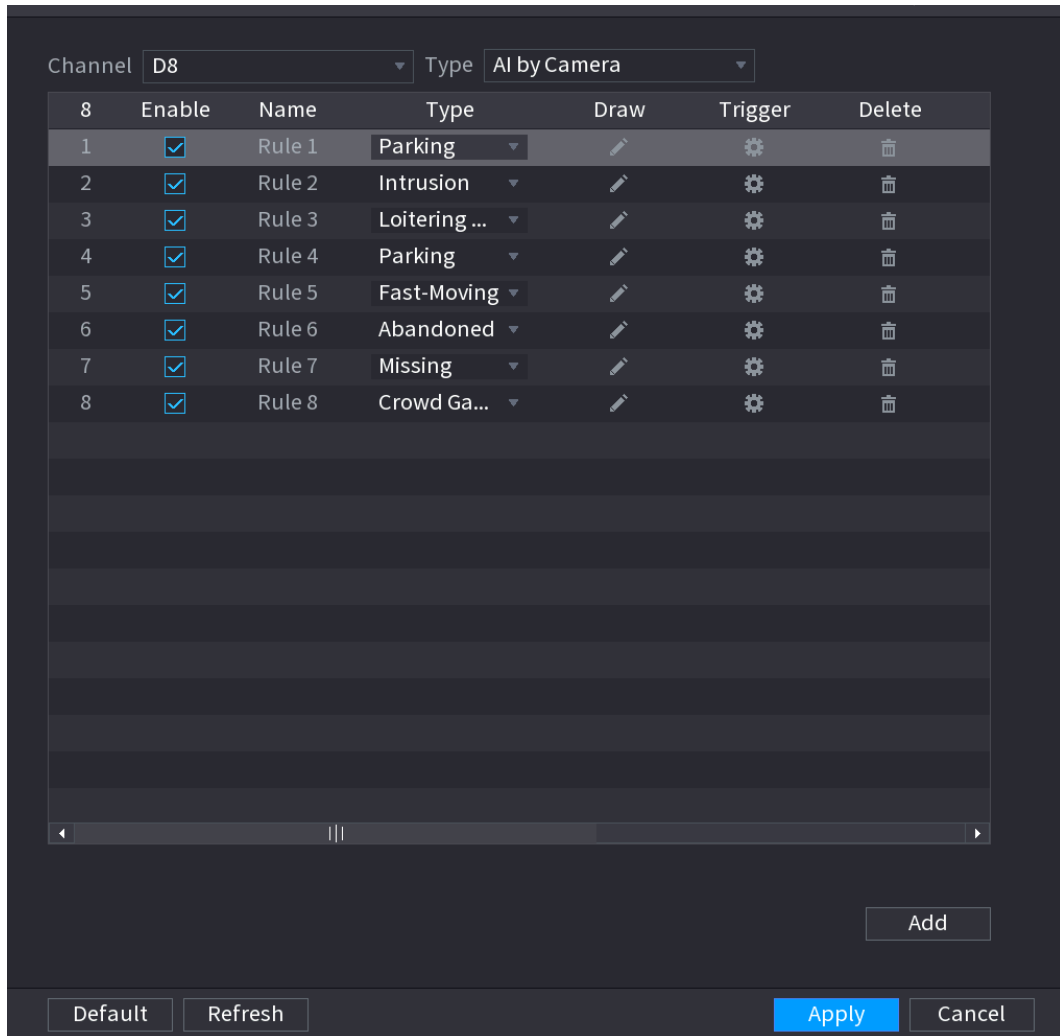 Channel D8 Type AI by Camera
8 Enable Name Type Draw Trigger Delete
1 Rule 1 Parking
2 Rule 2 Intrusion
3 Rule 3 Loitering ...
4 Rule 4 Parking
5 Rule 5 Fast-Moving
6 Rule 6 Abandoned
7 Rule 7 Missing
8 Rule 8 Crowd Ga...
Add
Default Refresh Apply Cancel